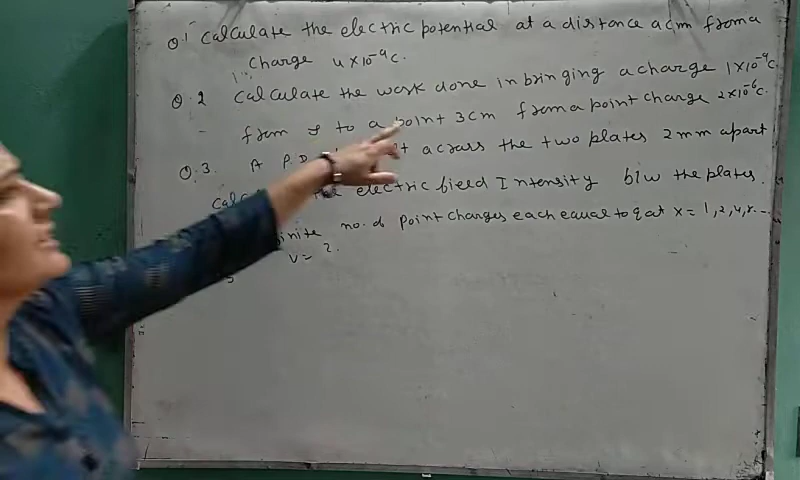 Q.1 Calculate the electric potential at a distance a cm from a
charge 4×10⁻⁹C.
Q.2 Calculate the work done in bringing a charge 1×10⁻⁹C.
from to a point 3cm from a point charge 2×10⁻⁶C.
Q.3. A P.D across the two plates 2mm apart
the electric field Intensity b/w the plates.
no. of point charges each equal to q at x = 1, 2, 4, 8. --
V = ?